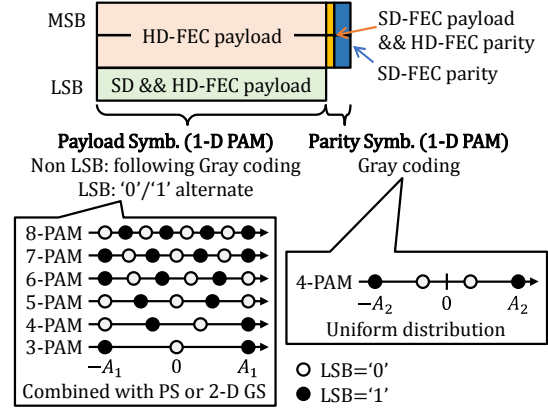 MSB
HD-FEC payload
SD-FEC payload
&& HD-FEC parity
SD-FEC parity
LSB
SD && HD-FEC payload
Payload Symb. (1-D PAM)
Non LSB: following Gray coding
LSB: ‘0’/‘1’ alternate
Parity Symb. (1-D PAM)
Gray coding
8-PAM
7-PAM
6-PAM
5-PAM
4-PAM
3-PAM
−A₁ 0 A₁
Combined with PS or 2-D GS
4-PAM
−A₂ 0 A₂
Uniform distribution
LSB=‘0’
LSB=‘1’